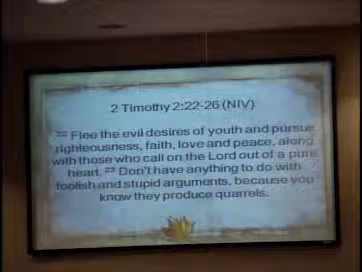 2 Timothy 2:22-26 (NIV)
22 Flee the evil desires of youth and pursue
righteousness, faith, love and peace, along
with those who call on the Lord out of a pure
heart. 23 Don't have anything to do with
foolish and stupid arguments, because you
know they produce quarrels.